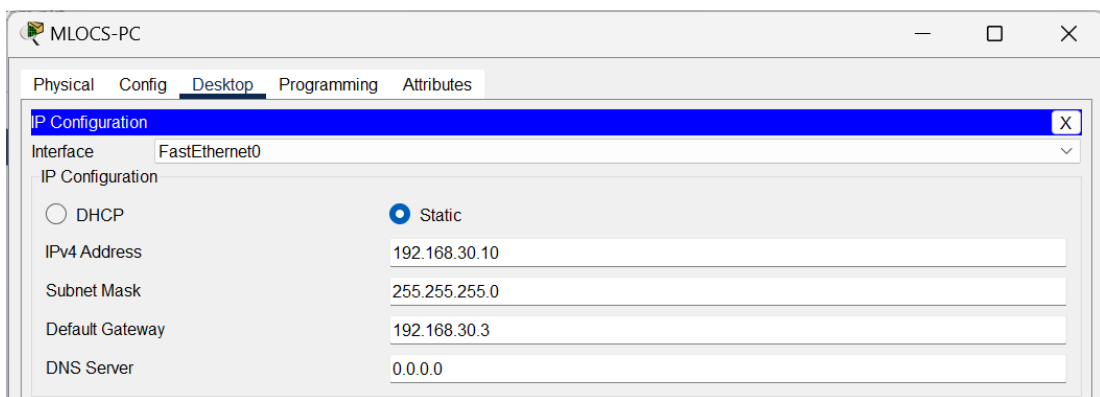 MLOCS-PC
Physical Config Desktop Programming Attributes
IP Configuration X
Interface FastEthernet0
IP Configuration
DHCP Static
IPv4 Address 192.168.30.10
Subnet Mask 255.255.255.0
Default Gateway 192.168.30.3
DNS Server 0.0.0.0